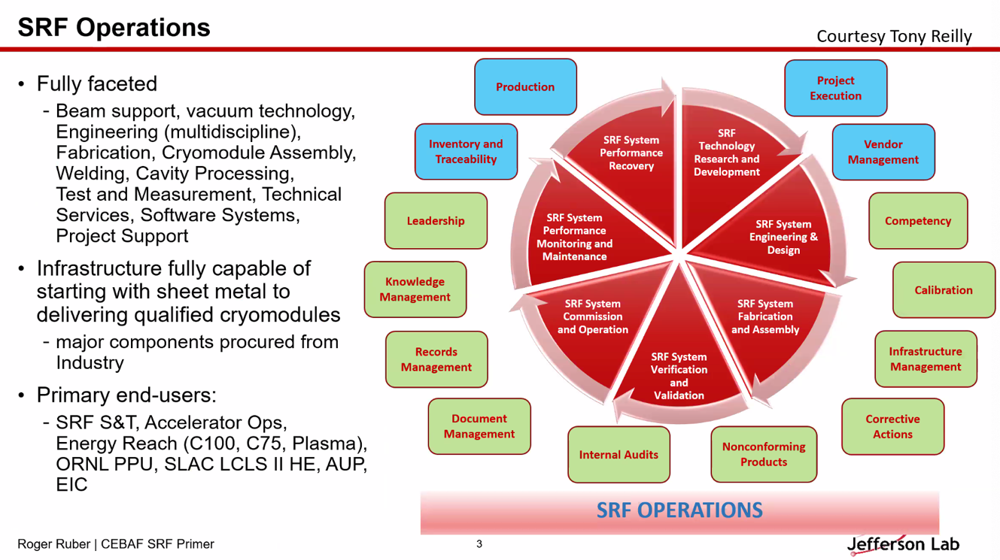 SRF Operations
Courtesy Tony Reilly
• Fully faceted
- Beam support, vacuum technology,
Engineering (multidiscipline),
Fabrication, Cryomodule Assembly,
Welding, Cavity Processing,
Test and Measurement, Technical
Services, Software Systems,
Project Support
• Infrastructure fully capable of
starting with sheet metal to
delivering qualified cryomodules
- major components procured from
Industry
• Primary end-users:
- SRF S&T, Accelerator Ops,
Energy Reach (C100, C75, Plasma),
ORNL PPU, SLAC LCLS II HE, AUP,
EIC
Production
Project
Execution
Inventory and
Traceability
Vendor
Management
Leadership
Competency
Knowledge
Management
Calibration
Records
Management
Infrastructure
Management
Document
Management
Corrective
Actions
Internal Audits
Nonconforming
Products
SRF System
Performance
Recovery
SRF
Technology
Research and
Development
SRF System
Performance
Monitoring and
Maintenance
SRF System
Engineering &
Design
SRF System
Commission
and Operation
SRF System
Fabrication
and Assembly
SRF System
Verification
and
Validation
SRF OPERATIONS
Roger Ruber | CEBAF SRF Primer
3
Jefferson Lab